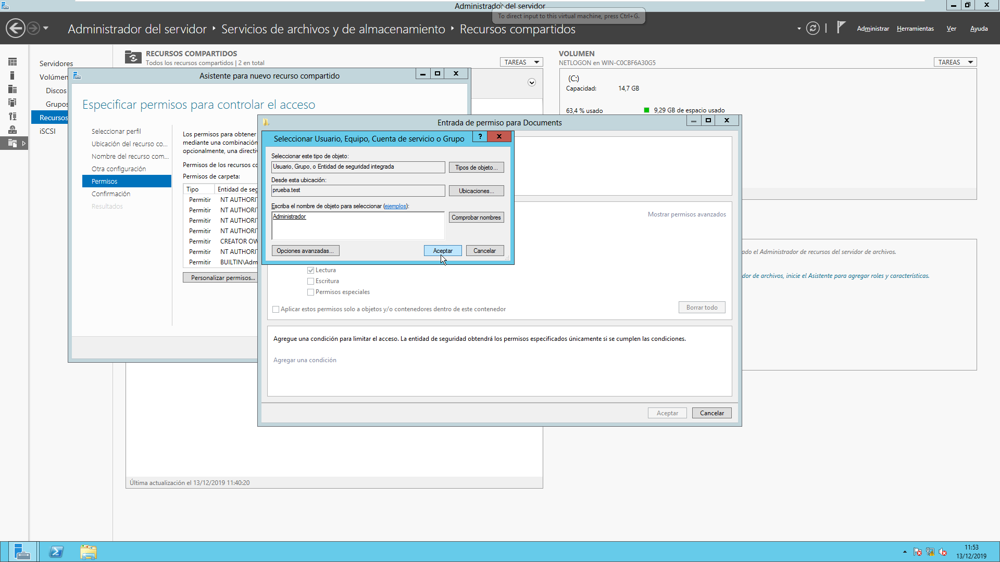 Administrador del servidor
To direct input to this virtual machine, press Ctrl+G.
Administrador del servidor
Servicios de archivos y de almacenamiento
Recursos compartidos
Administrar
Herramientas
Ver
Ayuda
Servidores
Volúmen
Discos
Grupos
Recursos
iSCSI
RECURSOS COMPARTIDOS
Todos los recursos compartidos | 2 en total
TAREAS
VOLUMEN
NETLOGON en WIN-C0CBF6A30G5
TAREAS
(C:)
Capacidad: 14,7 GB
63,4 % usado
9,29 GB de espacio usado
Asistente para nuevo recurso compartido
Especificar permisos para controlar el acceso
Seleccionar perfil
Ubicación del recurso co...
Nombre del recurso com...
Otra configuración
Permisos
Confirmación
Resultados
Los permisos para obtener
mediante una combinación
opcionalmente, una directiv
Permisos de los recursos co
Permisos de carpeta:
Tipo Entidad de seg
Permitir NT AUTHORIT
Permitir NT AUTHORIT
Permitir NT AUTHORIT
Permitir NT AUTHORIT
Permitir CREATOR OW
Permitir NT AUTHORIT
Permitir BUILTIN\Adm
Personalizar permisos...
Entrada de permiso para Documents
Seleccionar Usuario, Equipo, Cuenta de servicio o Grupo
Seleccionar este tipo de objeto:
Usuario, Grupo, o Entidad de seguridad integrada
Tipos de objeto...
Desde esta ubicación:
prueba.test
Ubicaciones...
Escriba el nombre de objeto para seleccionar (ejemplos):
Administrador
Comprobar nombres
Opciones avanzadas...
Aceptar
Cancelar
Mostrar permisos avanzados
Lectura
Escritura
Permisos especiales
Aplicar estos permisos solo a objetos y/o contenedores dentro de este contenedor
Borrar todo
Agregue una condición para limitar el acceso. La entidad de seguridad obtendrá los permisos especificados únicamente si se cumplen las condiciones.
Agregar una condición
Aceptar
Cancelar
ado el Administrador de recursos del servidor de archivos.
dor de archivos, inicie el Asistente para agregar roles y características.
Última actualización el 13/12/2019 11:40:20
11:53
13/12/2019